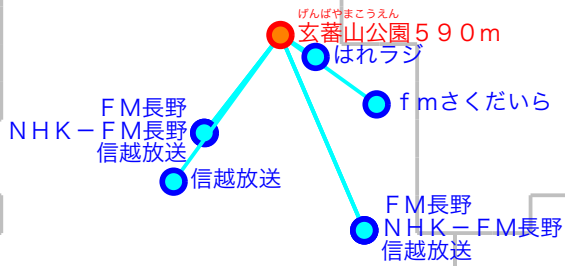 げんばやまこうえん
玄蕃山公園５９０ｍ
はれラジ
ｆｍさくだいら
ＦＭ長野
ＮＨＫ－ＦＭ長野
信越放送
信越放送
ＦＭ長野
ＮＨＫ－ＦＭ長野
信越放送